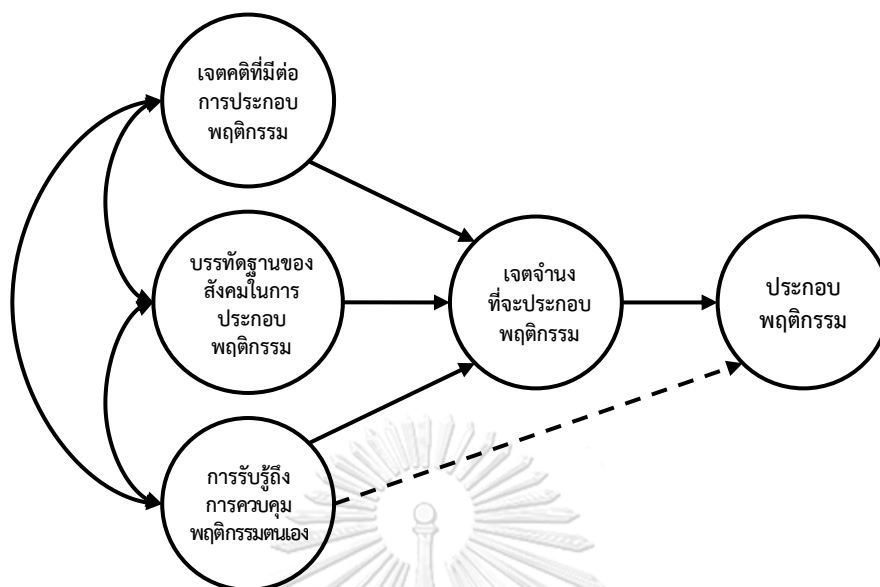 เจตคติที่มีต่อ
การประกอบ
พฤติกรรม
บรรทัดฐานของ
สังคมในการ
ประกอบ
พฤติกรรม
เจตจำนง
ที่จะประกอบ
พฤติกรรม
ประกอบ
พฤติกรรม
การรับรู้ถึง
การควบคุม
พฤติกรรมตนเอง